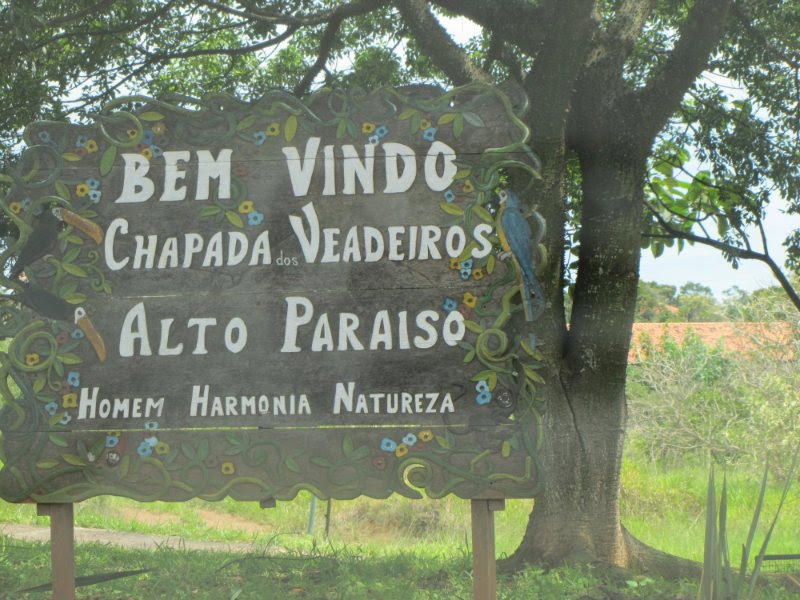 BEM VINDO
CHAPADA dos VEADEIROS
ALTO PARAISO
HOMEM HARMONIA NATUREZA